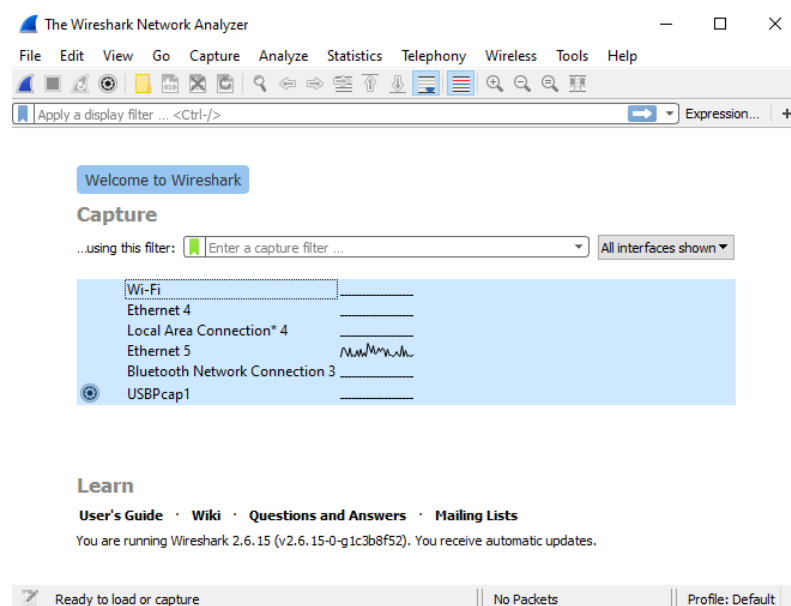 The Wireshark Network Analyzer
File Edit View Go Capture Analyze Statistics Telephony Wireless Tools Help
Apply a display filter ... <Ctrl-/> Expression... +
Welcome to Wireshark
Capture
...using this filter: Enter a capture filter ... All interfaces shown
Wi-Fi
Ethernet 4
Local Area Connection* 4
Ethernet 5
Bluetooth Network Connection 3
USBPcap1
Learn
User's Guide · Wiki · Questions and Answers · Mailing Lists
You are running Wireshark 2.6.15 (v2.6.15-0-g1c3b8f52). You receive automatic updates.
Ready to load or capture No Packets Profile: Default